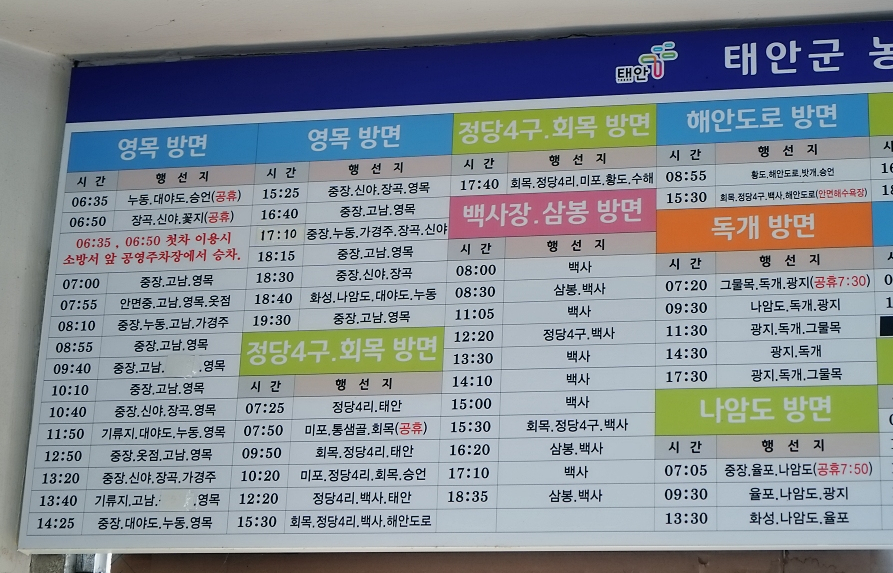 태안
태안군
영목 방면
시 간 행 선 지
06:35 누동.대야도.승언(공휴)
06:50 장곡.신야.꽃지(공휴)
06:35 , 06:50 첫차 이용시
소방서 앞 공영주차장에서 승차.
07:00 중장.고남.영목
07:55 안면중.고남.영목.옷점
08:10 중장.누동.고남.가경주
08:55 중장.고남.영목
09:40 중장.고남. .영목
10:10 중장.고남.영목
10:40 중장.신야.장곡.영목
11:50 기류지.대야도.누동.영목
12:50 중장.옷점.고남.영목
13:20 중장.신야.장곡.가경주
13:40 기류지.고남. .영목
14:25 중장.대야도.누동.영목
영목 방면
시 간 행 선 지
15:25 중장.신야.장곡.영목
16:40 중장.고남.영목
17:10 중장.누동.가경주.장곡.신야
18:15 중장.고남.영목
18:30 중장.신야.장곡
18:40 화성.나암도.대야도.누동
19:30 중장.고남.영목
정당4구.회목 방면
시 간 행 선 지
07:25 정당4리.태안
07:50 미포.통샘골.회목(공휴)
09:50 회목.정당4리.태안
10:20 미포.정당4리.회목.승언
12:20 정당4리.백사.태안
15:30 회목.정당4리.백사.해안도로
정당4구.회목 방면
시 간 행 선 지
17:40 회목.정당4리.미포.황도.수해
백사장.삼봉 방면
시 간 행 선 지
08:00 백사
08:30 삼봉.백사
11:05 백사
12:20 정당4구.백사
13:30 백사
14:10 백사
15:00 백사
15:30 회목.정당4구.백사
16:20 삼봉.백사
17:10 백사
18:35 삼봉.백사
해안도로 방면
시 간 행 선 지
08:55 황도.해안도로.밧개.승언
15:30 회목.정당4구.백사.해안도로(안면해수욕장)
독개 방면
시 간 행 선 지
07:20 그물목.독개.광지(공휴7:30)
09:30 나암도.독개.광지
11:30 광지.독개.그물목
14:30 광지.독개
17:30 광지.독개.그물목
나암도 방면
시 간 행 선 지
07:05 중장.율포.나암도(공휴7:50)
09:30 율포.나암도.광지
13:30 화성.나암도.율포